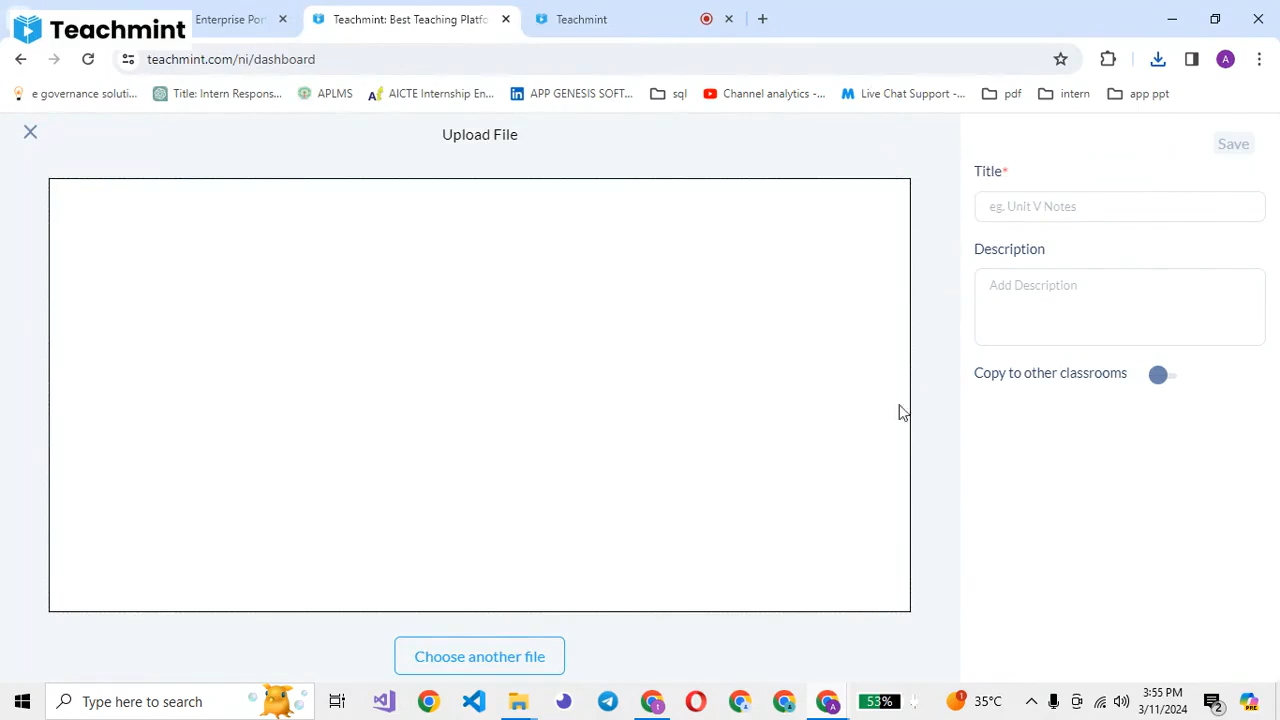 Teachmint
Enterprise Por
Teachmint: Best Teaching Platfo
Teachmint
teachmint.com/ni/dashboard
e governance soluti...
Title: Intern Respons...
APLMS
AICTE Internship En...
APP GENESIS SOFT...
sql
Channel analytics -...
Live Chat Support -...
pdf
intern
app ppt
Upload File
Save
Title*
eg. Unit V Notes
Description
Add Description
Copy to other classrooms
Choose another file
Type here to search
53%
35°C
3:55 PM
3/11/2024